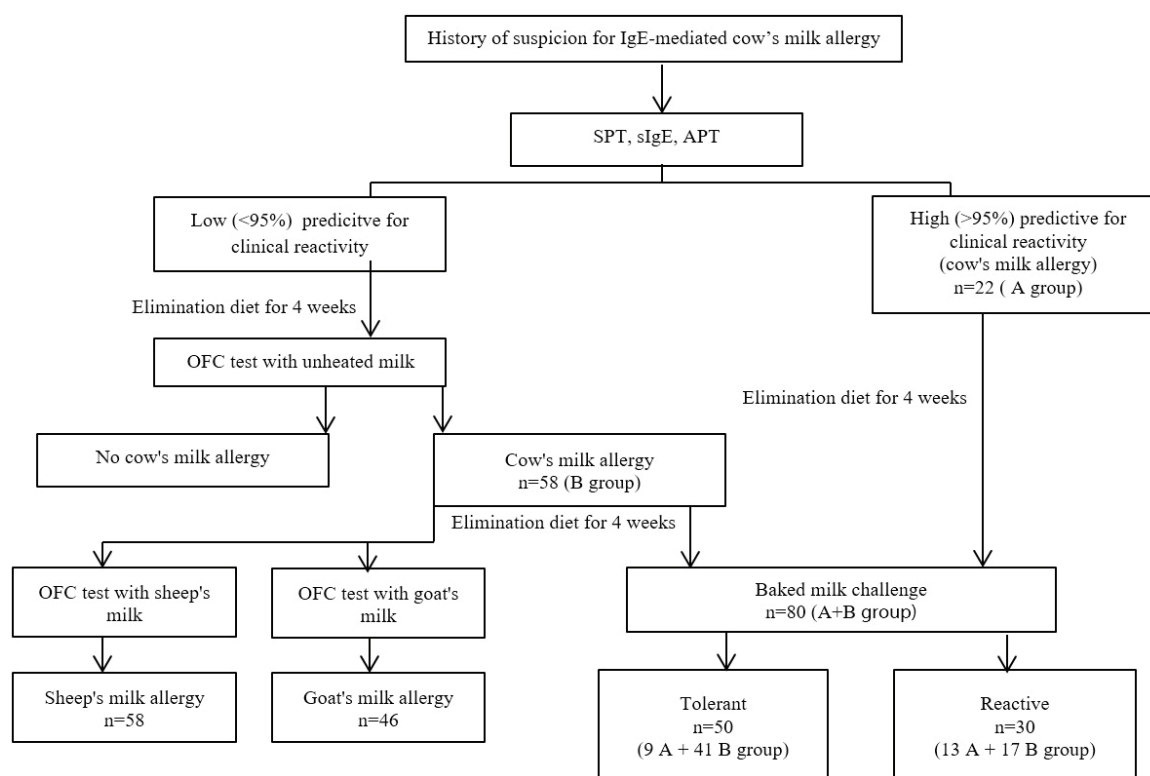 History of suspicion for IgE-mediated cow’s milk allergy
SPT, sIgE, APT
Low (<95%) predicitve for
clinical reactivity
High (>95%) predictive for
clinical reactivity
(cow's milk allergy)
n=22 ( A group)
Elimination diet for 4 weeks
OFC test with unheated milk
Elimination diet for 4 weeks
No cow's milk allergy
Cow's milk allergy
n=58 (B group)
Elimination diet for 4 weeks
OFC test with sheep's
milk
OFC test with goat's
milk
Baked milk challenge
n=80 (A+B group)
Sheep's milk allergy
n=58
Goat's milk allergy
n=46
Tolerant
n=50
(9 A + 41 B group)
Reactive
n=30
(13 A + 17 B group)